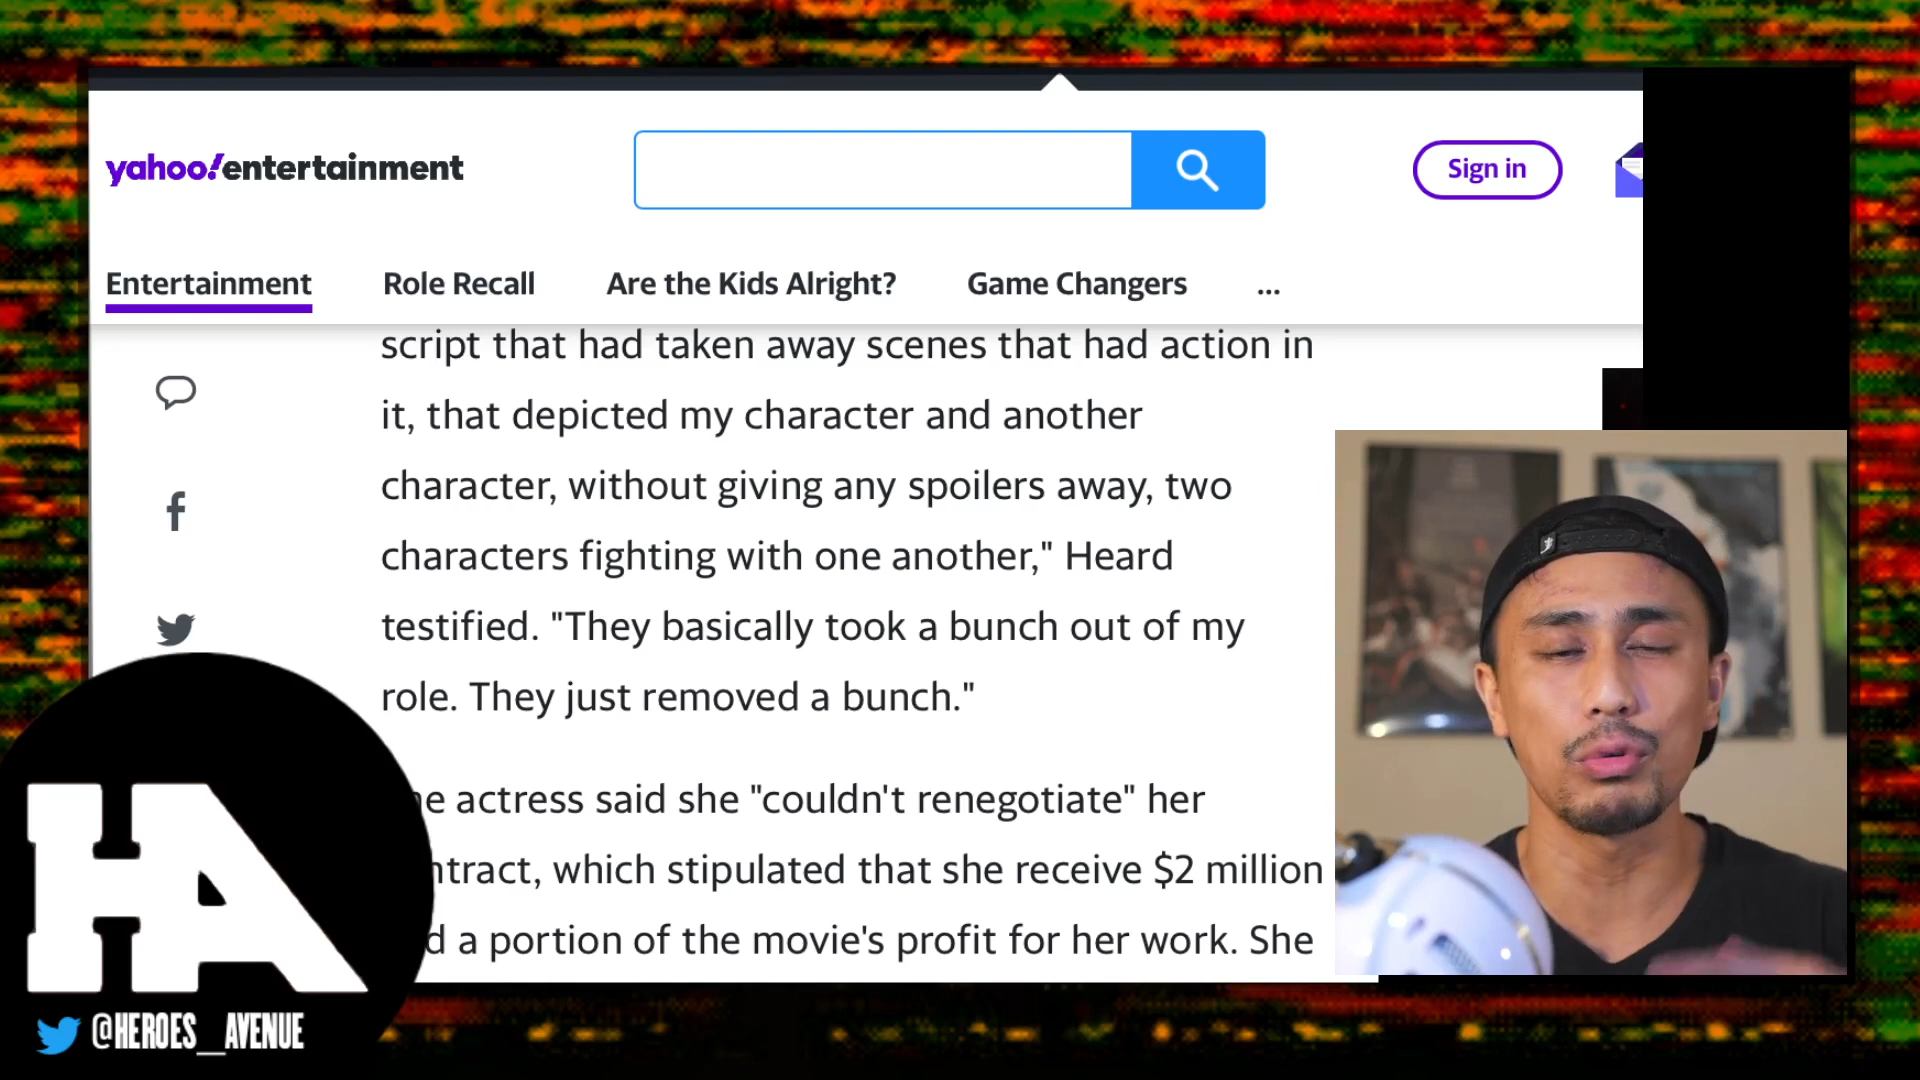 yahoo!entertainment
Sign in
Entertainment
Role Recall
Are the Kids Alright?
Game Changers
...
script that had taken away scenes that had action in
it, that depicted my character and another
character, without giving any spoilers away, two
characters fighting with one another," Heard
testified. "They basically took a bunch out of my
role. They just removed a bunch."
he actress said she "couldn't renegotiate" her
ntract, which stipulated that she receive $2 million
d a portion of the movie's profit for her work. She
HA
@HEROES__AVENUE